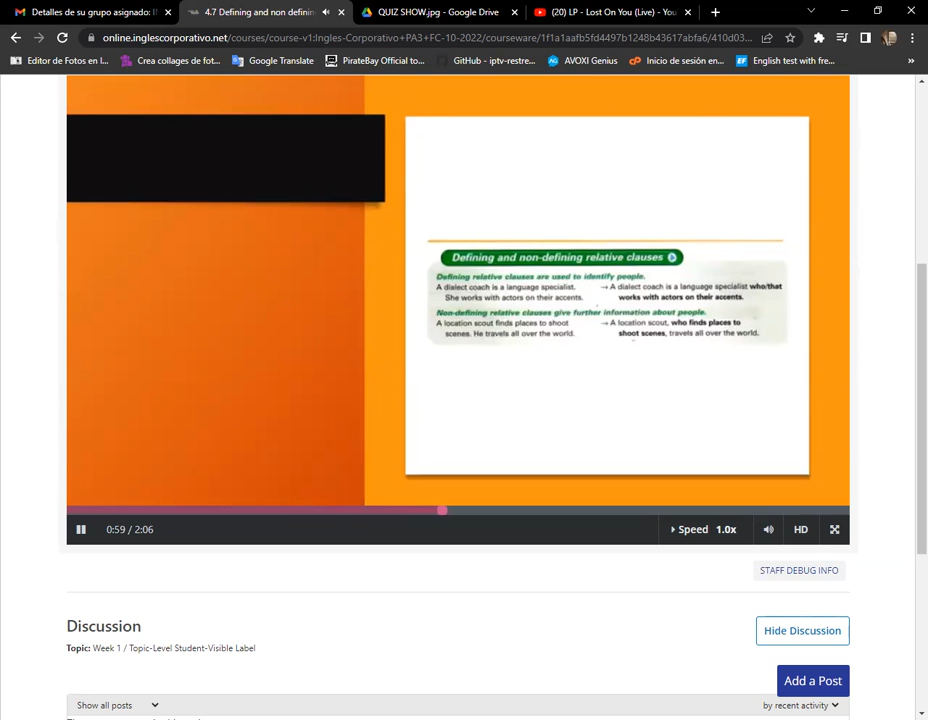 Detalles de su grupo asignado: I
4.7 Defining and non definin
QUIZ SHOW.jpg - Google Drive
(20) LP - Lost On You (Live) - You
online.inglescorporativo.net/courses/course-v1:Ingles-Corporativo+PA3+FC-10-2022/courseware/1f1a1aafb5fd4497b1248b43617abfa6/410d03...
Editor de Fotos en l...
Crea collages de fot...
Google Translate
PirateBay Official to...
GitHub - iptv-restre...
AVOXI Genius
Inicio de sesión en...
English test with fre...
Defining and non-defining relative clauses
Defining relative clauses are used to identify people.
A dialect coach is a language specialist. → A dialect coach is a language specialist who/that
She works with actors on their accents. works with actors on their accents.
Non-defining relative clauses give further information about people.
A location scout finds places to shoot → A location scout, who finds places to
scenes. He travels all over the world. shoot scenes, travels all over the world.
0:59 / 2:06
Speed 1.0x
HD
STAFF DEBUG INFO
Discussion
Hide Discussion
Topic: Week 1 / Topic-Level Student-Visible Label
Add a Post
Show all posts
by recent activity